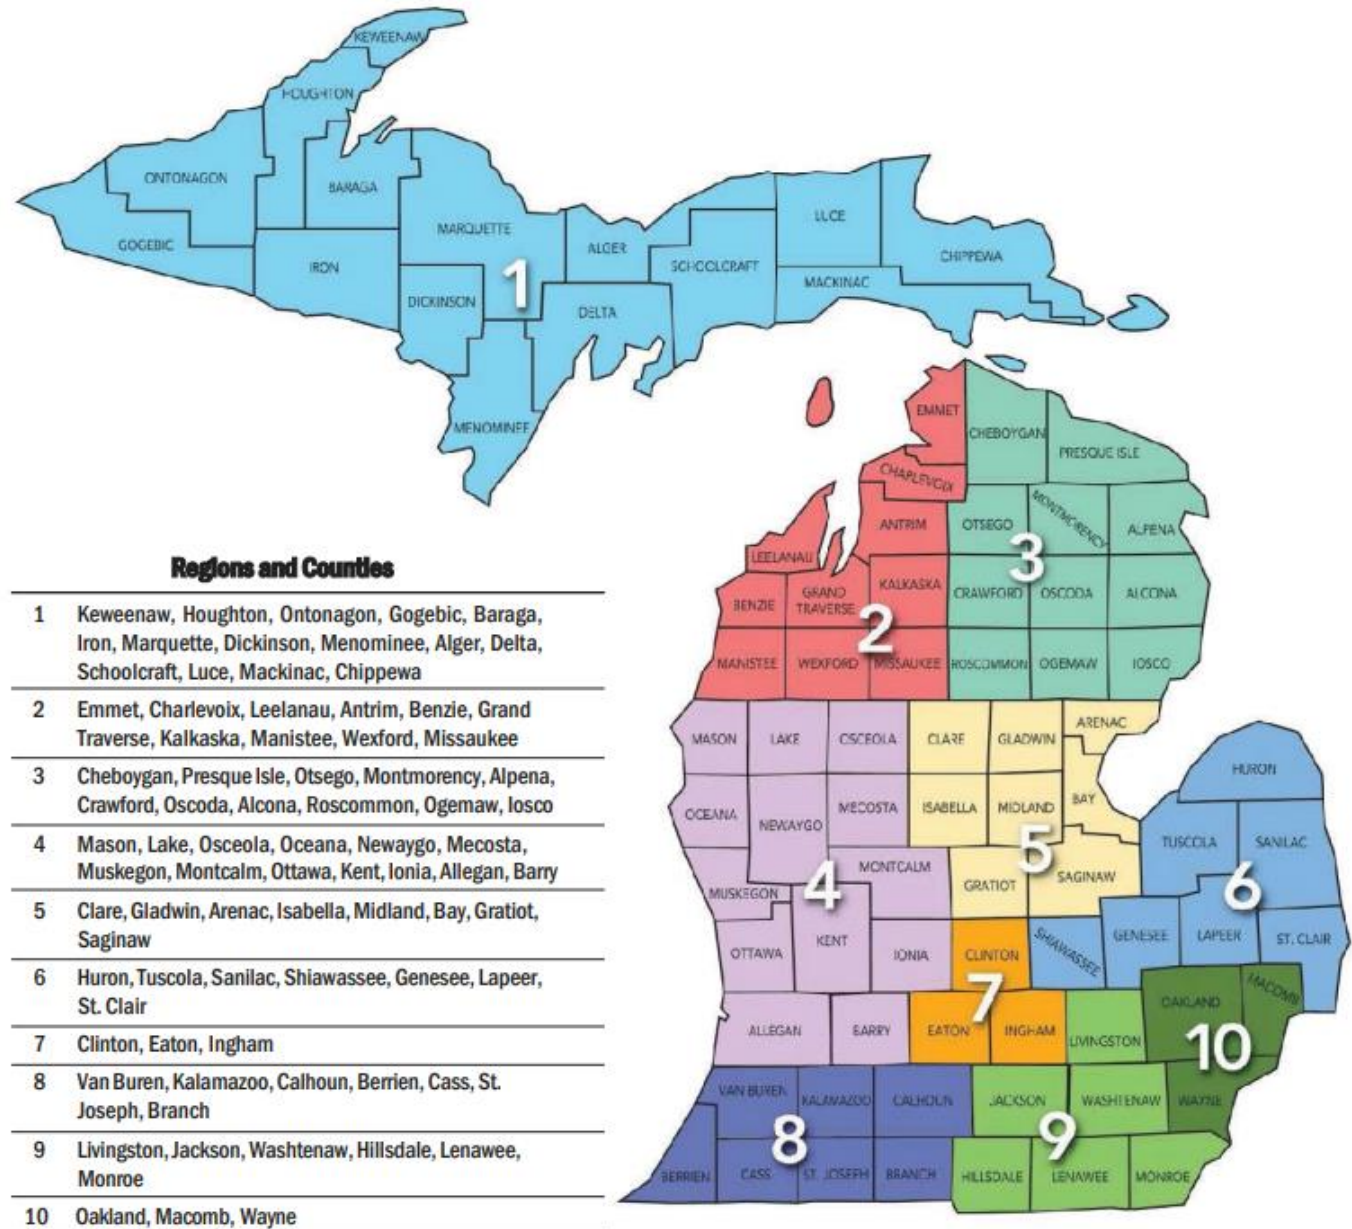 KEWEENAW
HOUGHTON
ONTONAGON
BARAGA
GOGEBIC
IRON
MARQUETTE
DICKINSON
1
ALGER
DELTA
MENOMINEE
SCHOOLCRAFT
LUCE
MACKINAC
CHIPPEWA
EMMET
CHEBOYGAN
PRESQUE ISLE
CHARLEVOIX
ANTRIM
OTSEGO
MONTMORENCY
ALPENA
3
LEELANAU
BENZIE
GRAND
TRAVERSE
KALKASKA
CRAWFORD
OSCODA
ALCONA
2
MANISTEE
WEXFORD
MISSAUKEE
ROSCOMMON
OGEMAW
IOSCO
MASON
LAKE
OSCEOLA
CLARE
GLADWIN
ARENAC
HURON
OCEANA
NEWAYGO
MECOSTA
ISABELLA
MIDLAND
BAY
5
TUSCOLA
SANILAC
MUSKEGON
4
MONTCALM
GRATIOT
SAGINAW
6
OTTAWA
KENT
IONIA
CLINTON
SHIAWASSEE
GENESEE
LAPEER
ST. CLAIR
7
ALLEGAN
BARRY
EATON
INGHAM
LIVINGSTON
OAKLAND
MACOMB
10
VAN BUREN
KALAMAZOO
CALHOUN
JACKSON
WASHTENAW
WAYNE
8
9
BERRIEN
CASS
ST. JOSEPH
BRANCH
HILLSDALE
LENAWEE
MONROE
Regions and Counties
1 Keweenaw, Houghton, Ontonagon, Gogebic, Baraga,
Iron, Marquette, Dickinson, Menominee, Alger, Delta,
Schoolcraft, Luce, Mackinac, Chippewa
2 Emmet, Charlevoix, Leelanau, Antrim, Benzie, Grand
Traverse, Kalkaska, Manistee, Wexford, Missaukee
3 Cheboygan, Presque Isle, Otsego, Montmorency, Alpena,
Crawford, Oscoda, Alcona, Roscommon, Ogemaw, Iosco
4 Mason, Lake, Osceola, Oceana, Newaygo, Mecosta,
Muskegon, Montcalm, Ottawa, Kent, Ionia, Allegan, Barry
5 Clare, Gladwin, Arenac, Isabella, Midland, Bay, Gratiot,
Saginaw
6 Huron, Tuscola, Sanilac, Shiawassee, Genesee, Lapeer,
St. Clair
7 Clinton, Eaton, Ingham
8 Van Buren, Kalamazoo, Calhoun, Berrien, Cass, St.
Joseph, Branch
9 Livingston, Jackson, Washtenaw, Hillsdale, Lenawee,
Monroe
10 Oakland, Macomb, Wayne